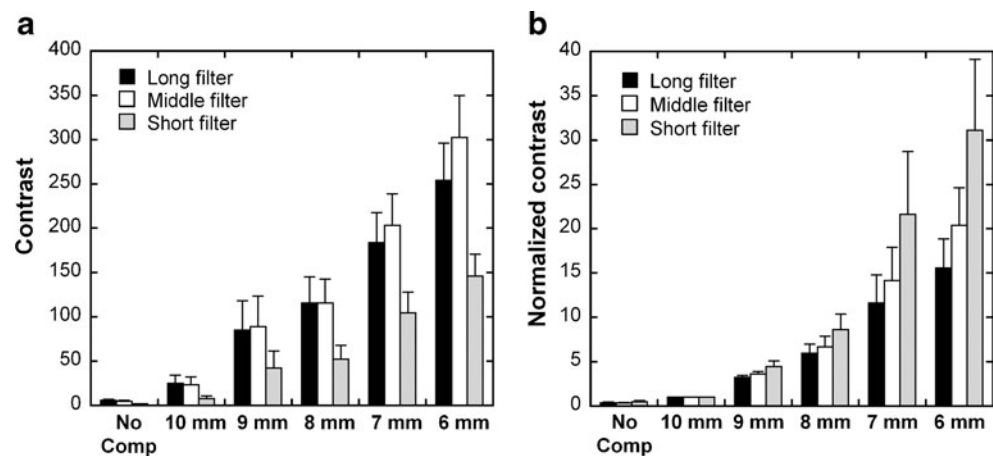 a
400
350
300
250
200
150
100
50
0
Contrast
Long filter
Middle filter
Short filter
No Comp
10 mm
9 mm
8 mm
7 mm
6 mm
b
40
35
30
25
20
15
10
5
0
Normalized contrast
Long filter
Middle filter
Short filter
No Comp
10 mm
9 mm
8 mm
7 mm
6 mm